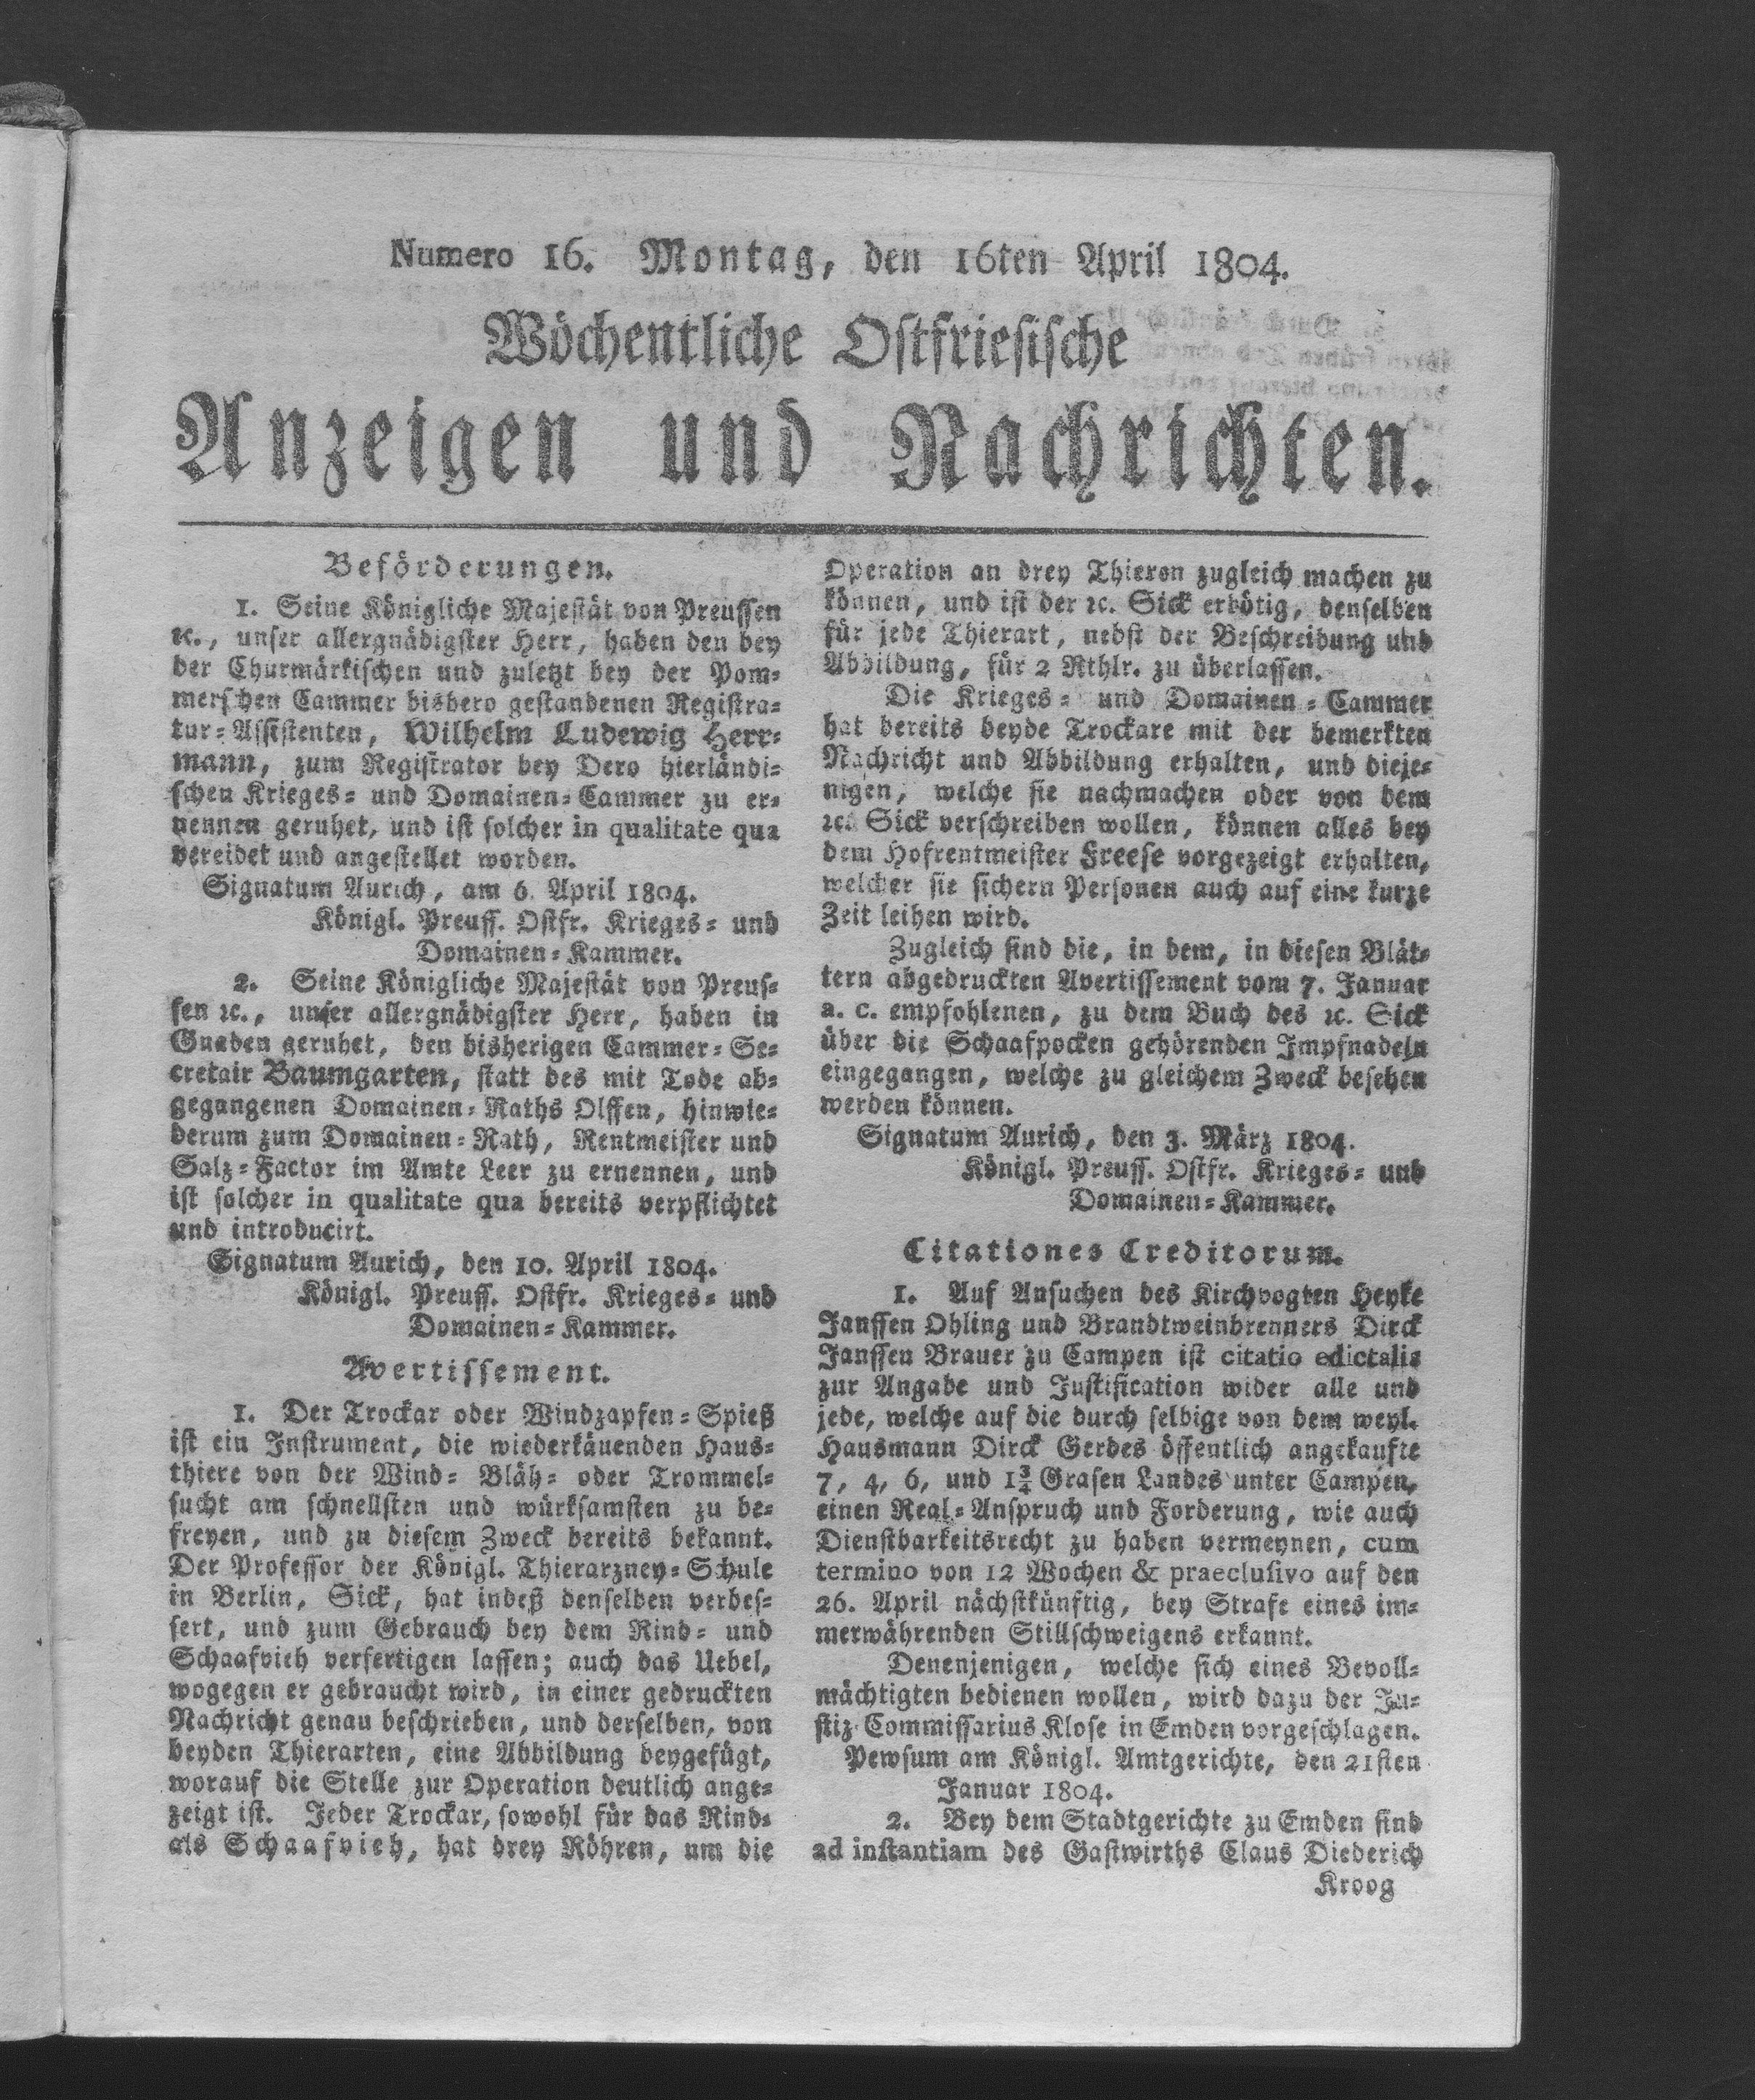 Numero 16. Montag, den 16ten April 1804.
Wöchentliche Ostfriesische
Anzeigen und Nachrichten.
Beförderungen.
1. Seine Königliche Majestät von Preussen
ꝛc., unser allergnädigster Herr, haben den bey
der Churmärkischen und zuletzt bey der Pom-
merschen Cammer bishero gestandenen Registra-
tur-Assistenten, Wilhelm Ludewig Herr-
mann, zum Registrator bey Dero hierländi-
schen Krieges- und Domainen-Cammer zu er-
nennen geruhet, und ist solcher in qualitate qua
vereidet und angestellet worden.
Signatum Aurich, am 6. April 1804.
Königl. Preuss. Ostfr. Krieges- und
Domainen-Kammer.
2. Seine Königliche Majestät von Preus-
sen ꝛc., unser allergnädigster Herr, haben in
Gnaden geruhet, den bisherigen Cammer-Se-
cretair Baumgarten, statt des mit Tode ab-
gegangenen Domainen-Raths Olffen, hinwie-
derum zum Domainen-Rath, Rentmeister und
Salz-Factor im Amte Leer zu ernennen, und
ist solcher in qualitate qua bereits verpflichtet
und introducirt.
Signatum Aurich, den 10. April 1804.
Königl. Preuss. Ostfr. Krieges- und
Domainen-Kammer.
Avertissement.
1. Der Trockar oder Windzapfen-Spieß
ist ein Instrument, die wiederkäuenden Haus-
thiere von der Wind- Bläh- oder Trommel-
sucht am schnellsten und würksamsten zu be-
freyen, und zu diesem Zweck bereits bekannt.
Der Professor der Königl. Thierarzney-Schule
in Berlin, Sick, hat indeß denselben verbes-
sert, und zum Gebrauch bey dem Rind- und
Schaafvieh verfertigen lassen; auch das Uebel,
wogegen er gebraucht wird, in einer gedruckten
Nachricht genau beschrieben, und derselben, von
beyden Thierarten, eine Abbildung beygefügt,
worauf die Stelle zur Operation deutlich ange-
zeigt ist. Jeder Trockar, sowohl für das Rind-
als Schaafvieh, hat drey Röhren, um die
Operation an drey Thieren zugleich machen zu
können, und ist der ꝛc. Sick erbötig, denselben
für jede Thierart, nebst der Beschreibung und
Abbildung, für 2 Rthlr. zu überlassen.
Die Krieges- und Domainen-Cammer
hat bereits beyde Trockare mit der bemerkten
Nachricht und Abbildung erhalten, und dieje-
nigen, welche sie nachmachen oder von dem
ꝛc. Sick verschreiben wollen, können alles bey
dem Hofrentmeister Freese vorgezeigt erhalten,
welcher sie sichern Personen auch auf eine kurze
Zeit leihen wird.
Zugleich sind die, in dem, in diesen Blät-
tern abgedruckten Avertissement vom 7. Januar
a. c. empfohlenen, zu dem Buch des ꝛc. Sick
über die Schaafpocken gehörenden Impfnadeln
eingegangen, welche zu gleichem Zweck besehen
werden können.
Signatum Aurich, den 3. März 1804.
Königl. Preuss. Ostfr. Krieges- und
Domainen-Kammer.
Citationes Creditorum.
1. Auf Ansuchen des Kirchvogten Heyke
Janssen Ohling und Brandtweinbrenners Dirck
Janssen Brauer zu Campen ist citatio edictalis
zur Angabe und Justification wider alle und
jede, welche auf die durch selbige von dem weyl.
Hausmann Dirck Gerdes öffentlich angekaufte
7, 4, 6, und 1¾ Grasen Landes unter Campen,
einen Real-Anspruch und Forderung, wie auch
Dienstbarkeitsrecht zu haben vermeynen, cum
termino von 12 Wochen & praeclusivo auf den
26. April nächstkünftig, bey Strafe eines im-
merwährenden Stillschweigens erkannt.
Denenjenigen, welche sich eines Bevoll-
mächtigten bedienen wollen, wird dazu der Ju-
stiz-Commissarius Klose in Emden vorgeschlagen.
Pewsum am Königl. Amtgerichte, den 21sten
Januar 1804.
2. Bey dem Stadtgerichte zu Emden sind
ad instantiam des Gastwirths Claus Diederich
Kroog